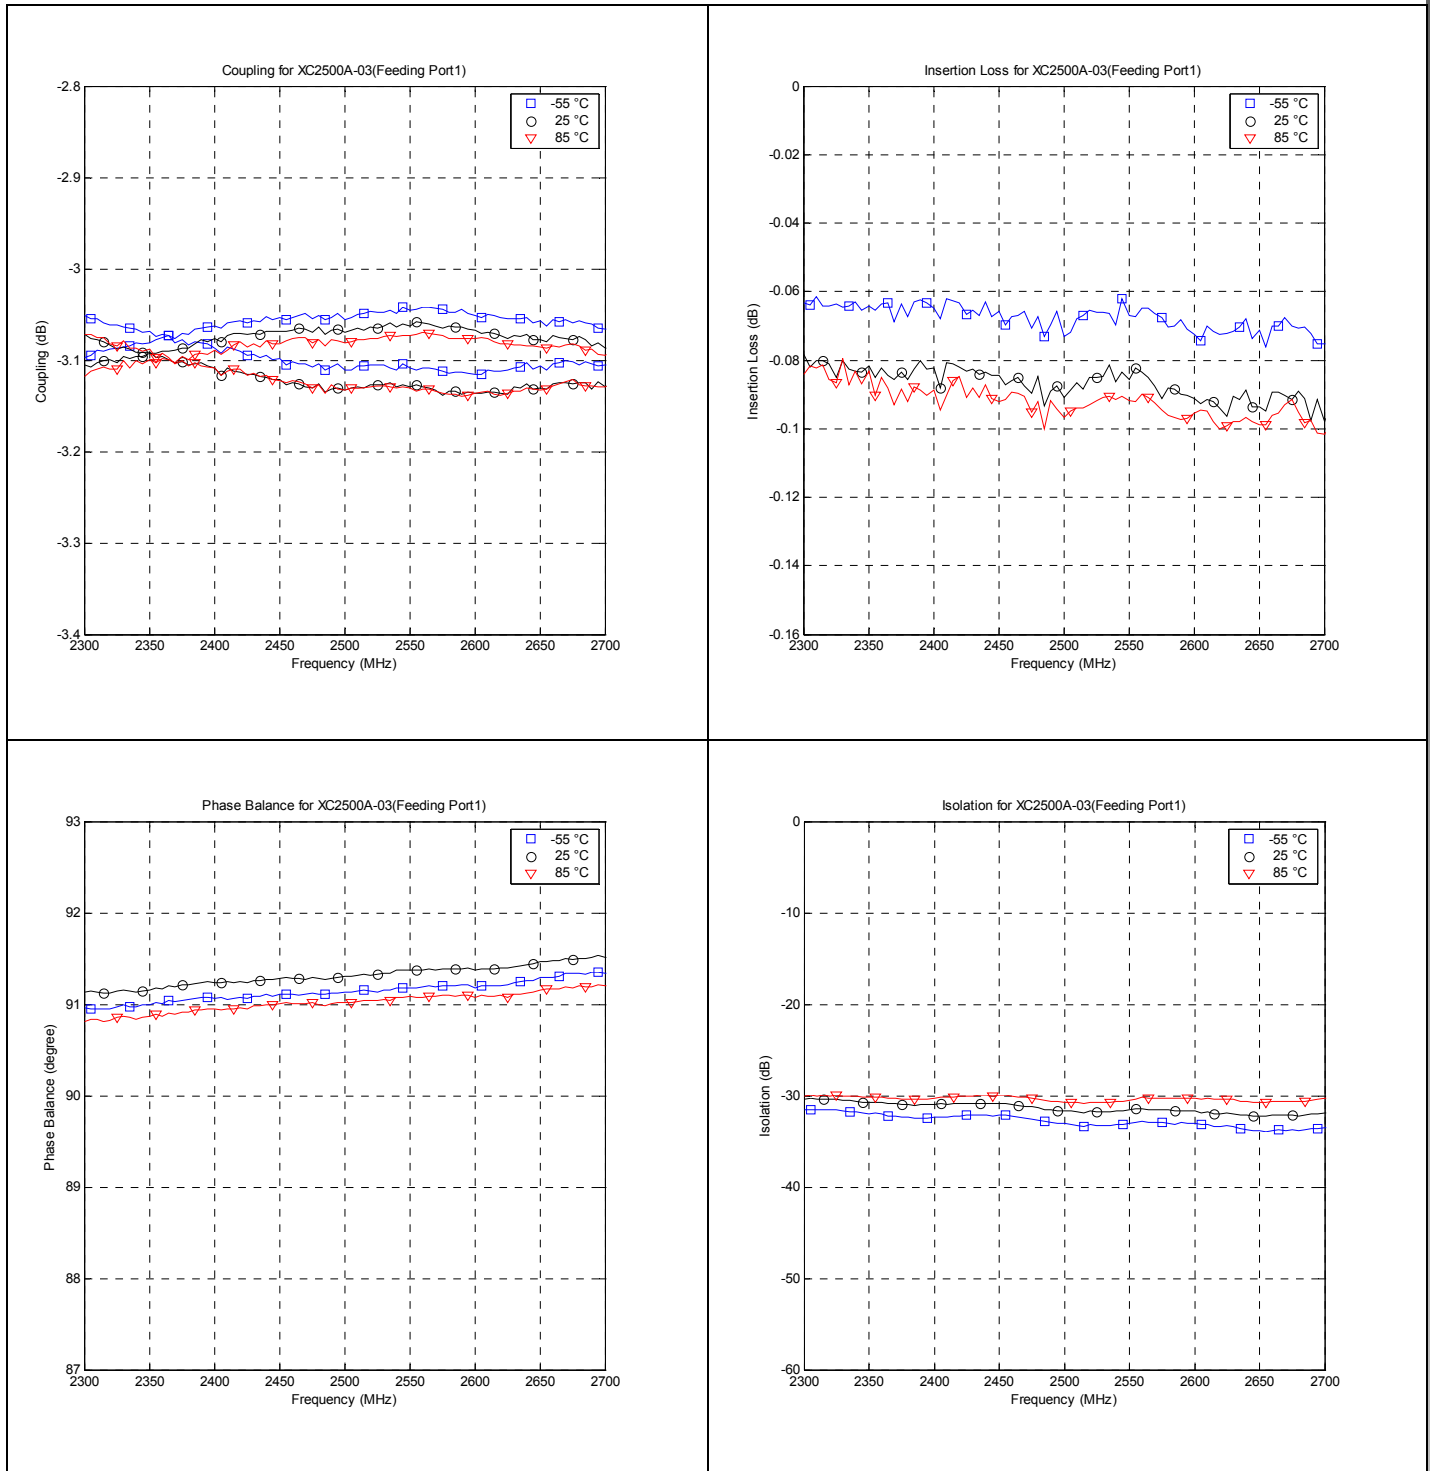 Coupling for XC2500A-03(Feeding Port1)
-2.8
-2.9
-3
-3.1
-3.2
-3.3
-3.4
Coupling (dB)
-55 °C
25 °C
85 °C
2300 2350 2400 2450 2500 2550 2600 2650 2700
Frequency (MHz)
Insertion Loss for XC2500A-03(Feeding Port1)
0
-0.02
-0.04
-0.06
-0.08
-0.1
-0.12
-0.14
-0.16
Insertion Loss (dB)
-55 °C
25 °C
85 °C
2300 2350 2400 2450 2500 2550 2600 2650 2700
Frequency (MHz)
Phase Balance for XC2500A-03(Feeding Port1)
93
92
91
90
89
88
87
Phase Balance (degree)
-55 °C
25 °C
85 °C
2300 2350 2400 2450 2500 2550 2600 2650 2700
Frequency (MHz)
Isolation for XC2500A-03(Feeding Port1)
0
-10
-20
-30
-40
-50
-60
Isolation (dB)
-55 °C
25 °C
85 °C
2300 2350 2400 2450 2500 2550 2600 2650 2700
Frequency (MHz)